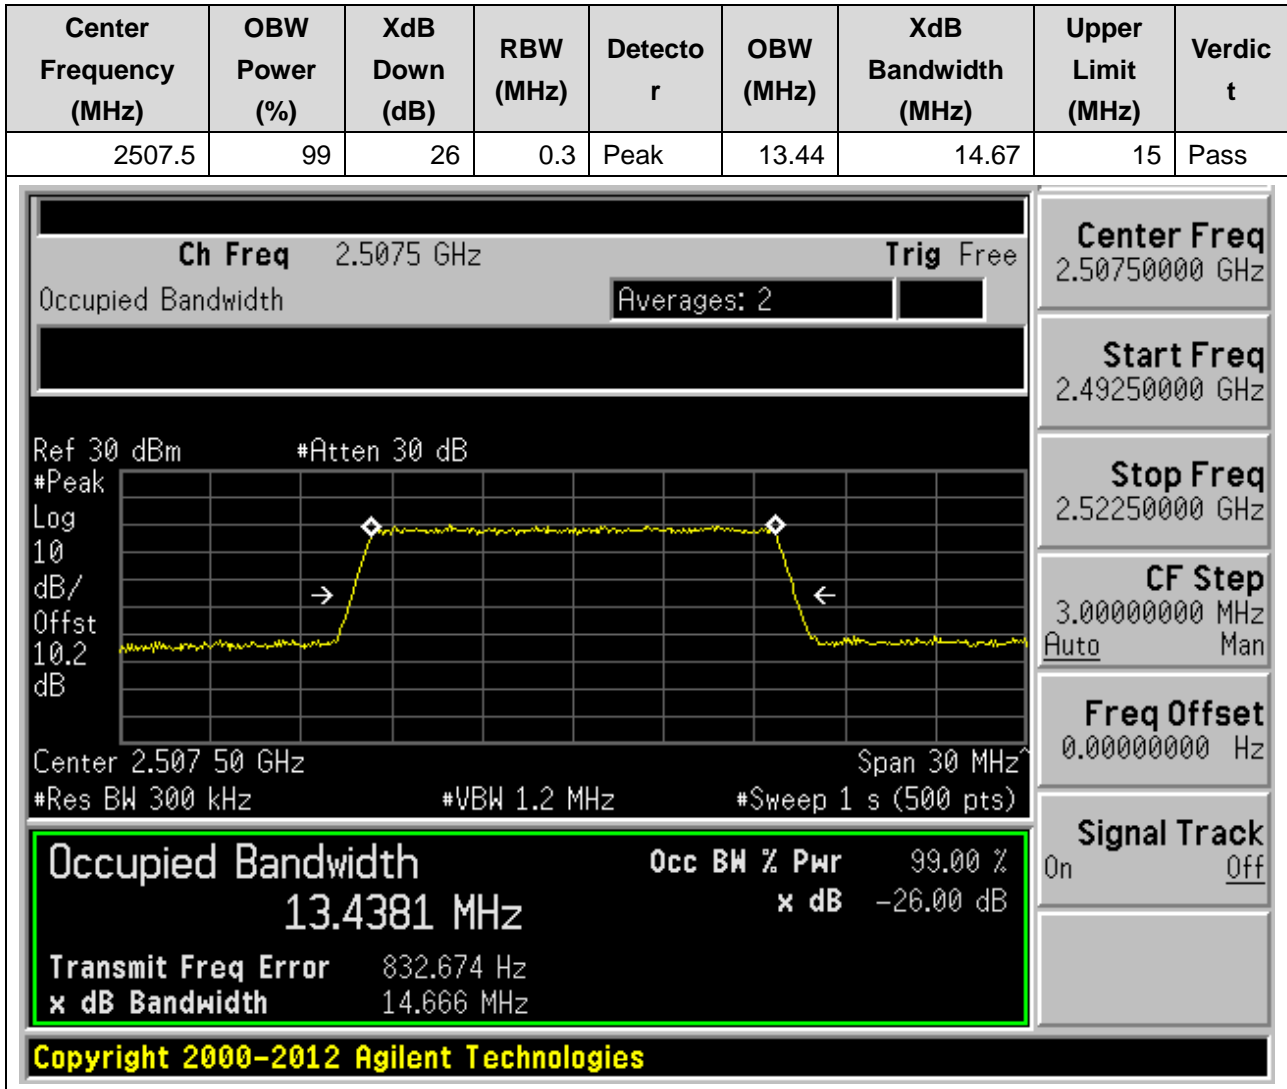 Center Frequency (MHz) OBW Power (%) XdB Down (dB) RBW (MHz) Detecto r OBW (MHz) XdB Bandwidth (MHz) Upper Limit (MHz) Verdic t
2507.5 99 26 0.3 Peak 13.44 14.67 15 Pass
Ch Freq 2.5075 GHz Trig Free
Occupied Bandwidth Averages: 2
Ref 30 dBm #Atten 30 dB
#Peak
Log
10
dB/
Offst
10.2
dB
Center 2.507 50 GHz Span 30 MHz^
#Res BW 300 kHz #VBW 1.2 MHz #Sweep 1 s (500 pts)
Occupied Bandwidth Occ BW % Pwr 99.00 %
13.4381 MHz x dB -26.00 dB
Transmit Freq Error 832.674 Hz
x dB Bandwidth 14.666 MHz
Copyright 2000-2012 Agilent Technologies
Center Freq
2.50750000 GHz
Start Freq
2.49250000 GHz
Stop Freq
2.52250000 GHz
CF Step
3.00000000 MHz
Auto Man
Freq Offset
0.00000000 Hz
Signal Track
On Off